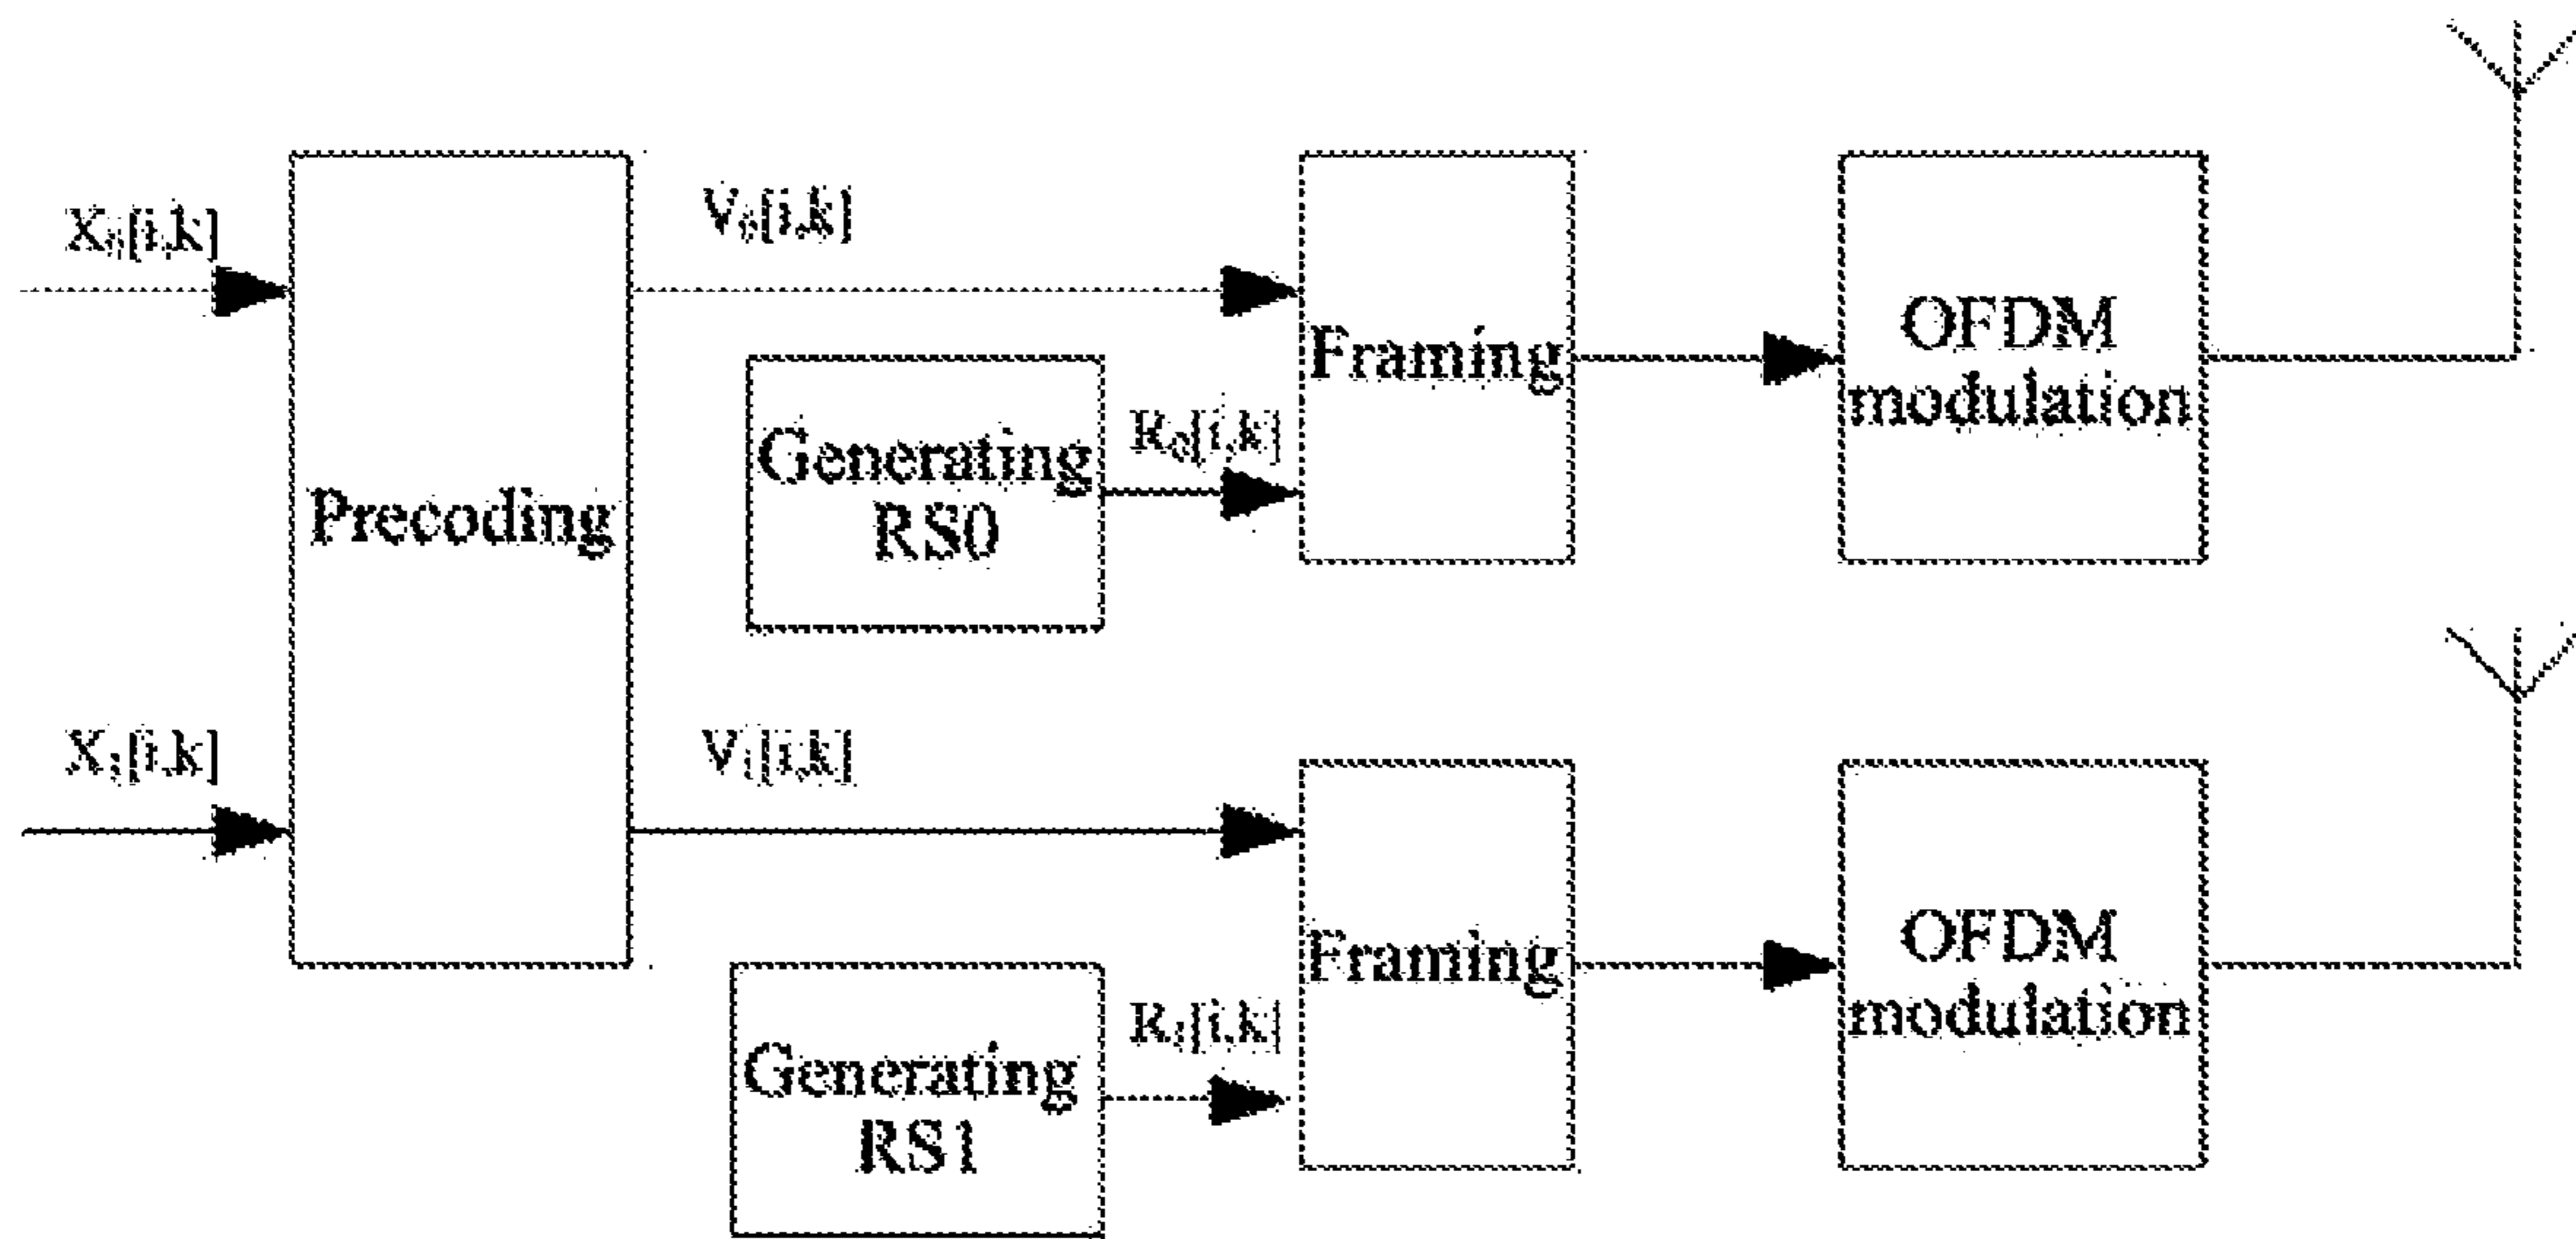 X₀[i,k]
V₀[i,k]
Framing
OFDM
modulation
Generating
RS0
R₀[i,k]
Precoding
X₁[i,k]
V₁[i,k]
Framing
OFDM
modulation
Generating
RS1
R₁[i,k]